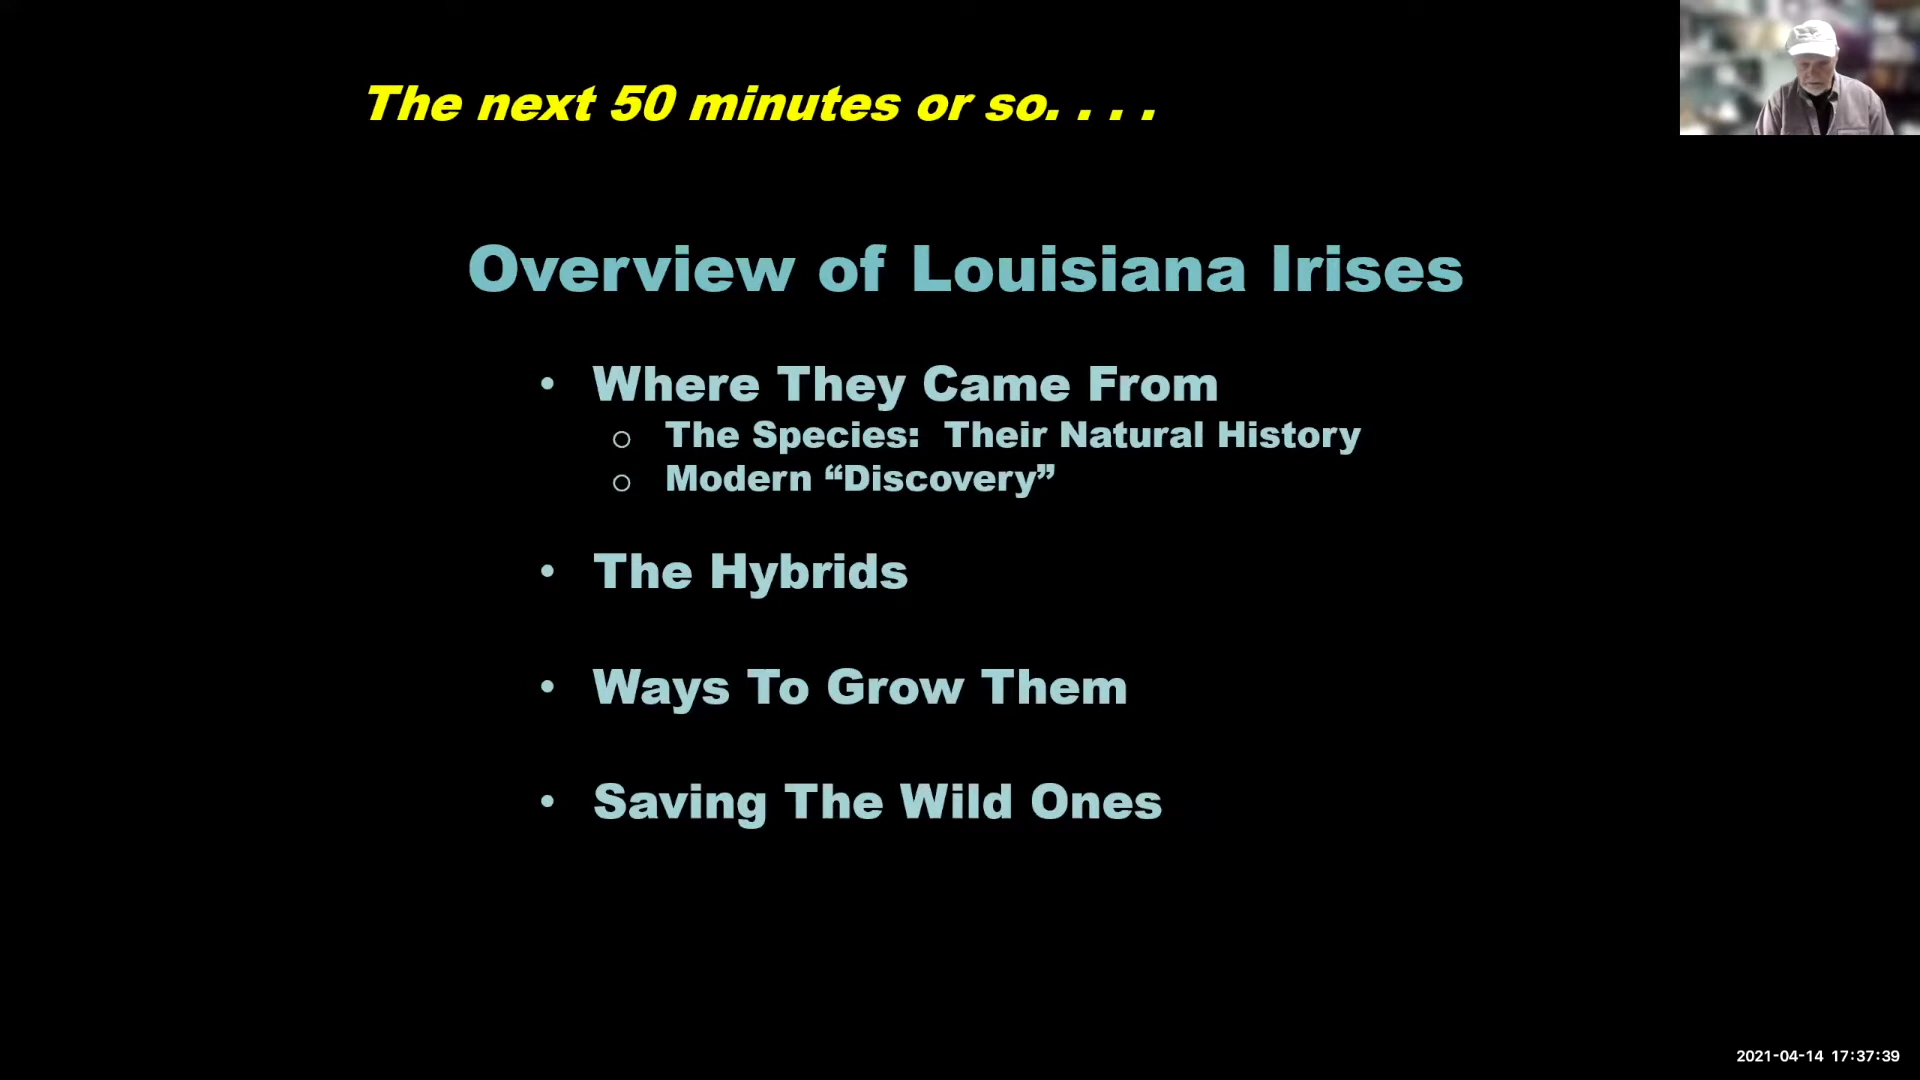 The next 50 minutes or so. . . .
Overview of Louisiana Irises
• Where They Came From
o The Species: Their Natural History
o Modern “Discovery”
• The Hybrids
• Ways To Grow Them
• Saving The Wild Ones
2021-04-14 17:37:39